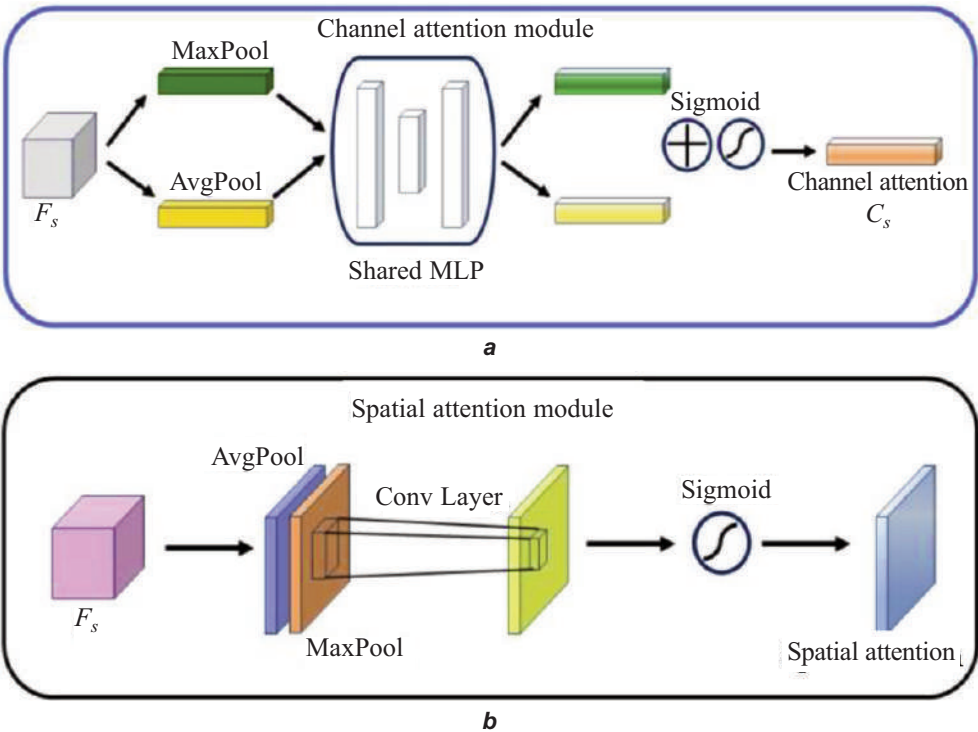 Channel attention module
MaxPool
Sigmoid
AvgPool
F_s
Channel attention
C_s
Shared MLP
a
Spatial attention module
AvgPool
Conv Layer
Sigmoid
F_s
MaxPool
Spatial attention
b